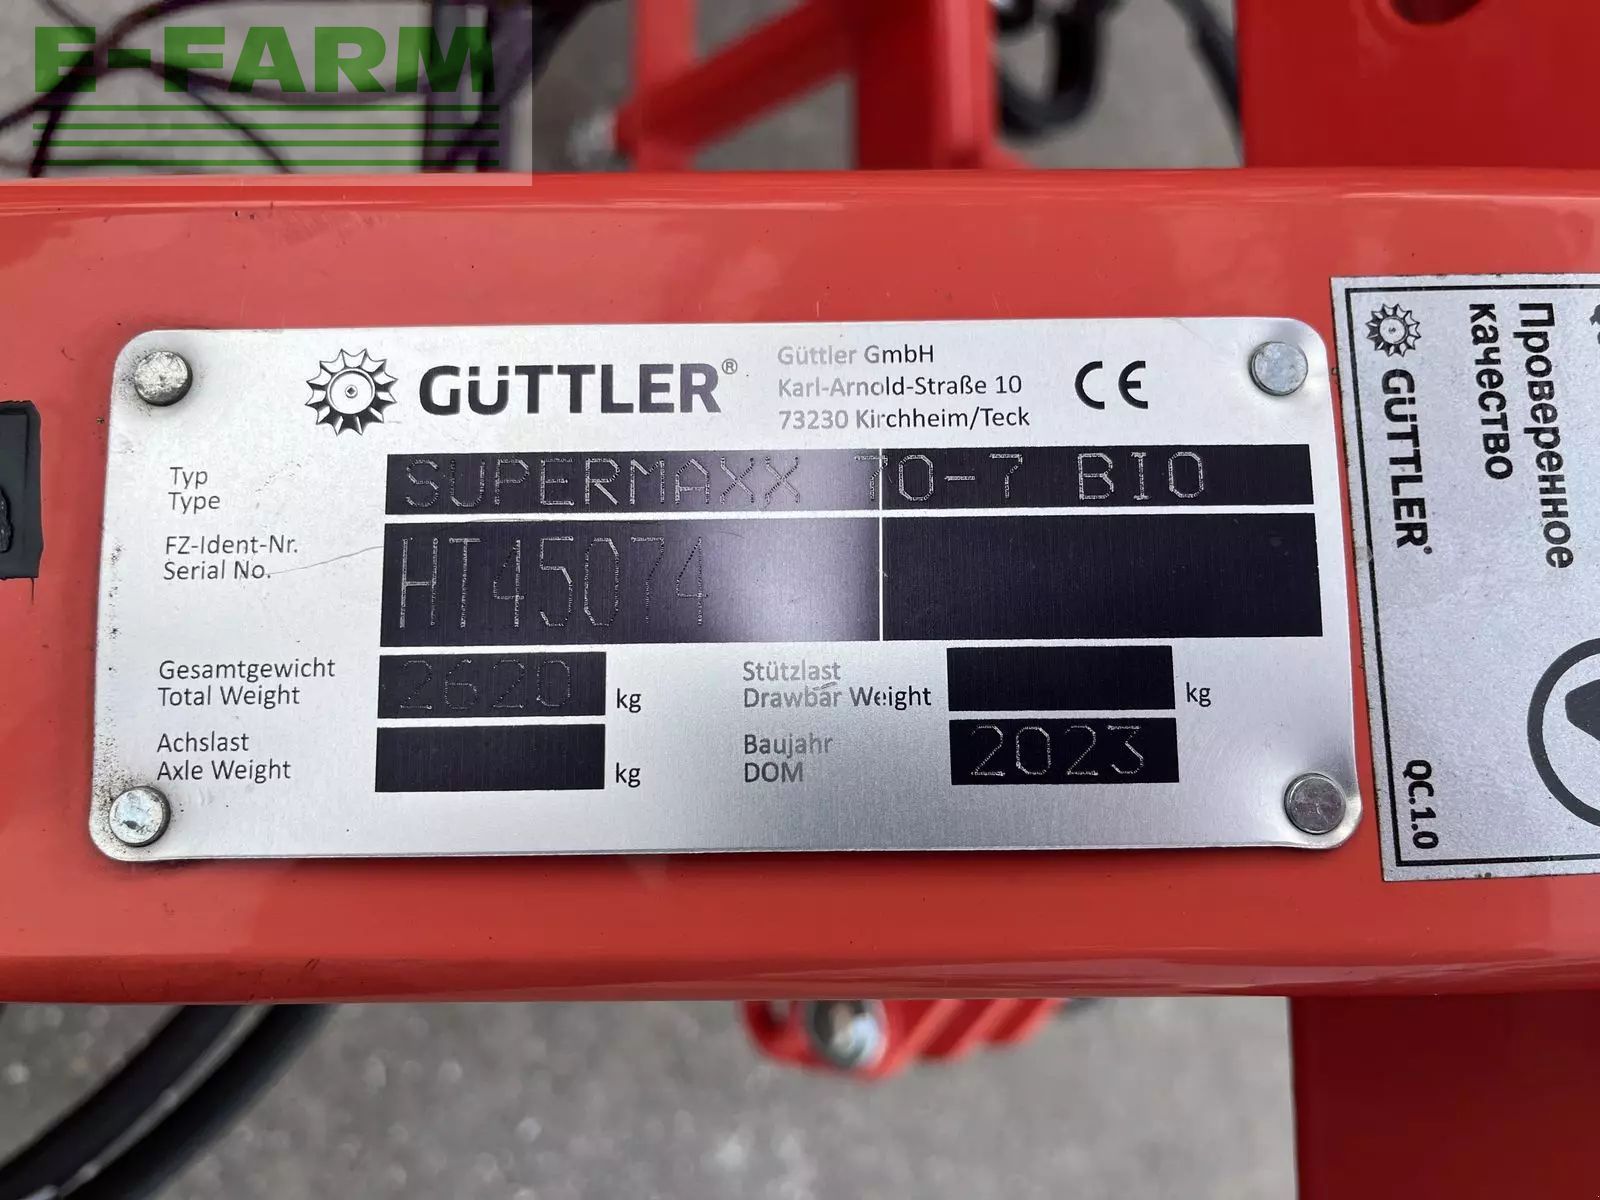 E-FARM
GÜTTLER®
Güttler GmbH
Karl-Arnold-Straße 10
73230 Kirchheim/Teck
CE
Typ
Type
SUPERMAXX 70-7 BIO
FZ-Ident-Nr.
Serial No.
HT45074
Gesamtgewicht
Total Weight
2620 kg
Stützlast
Drawbar Weight
kg
Achslast
Axle Weight
kg
Baujahr
DOM
2023
GÜTTLER®
Проверенное
качество
QC.1.0